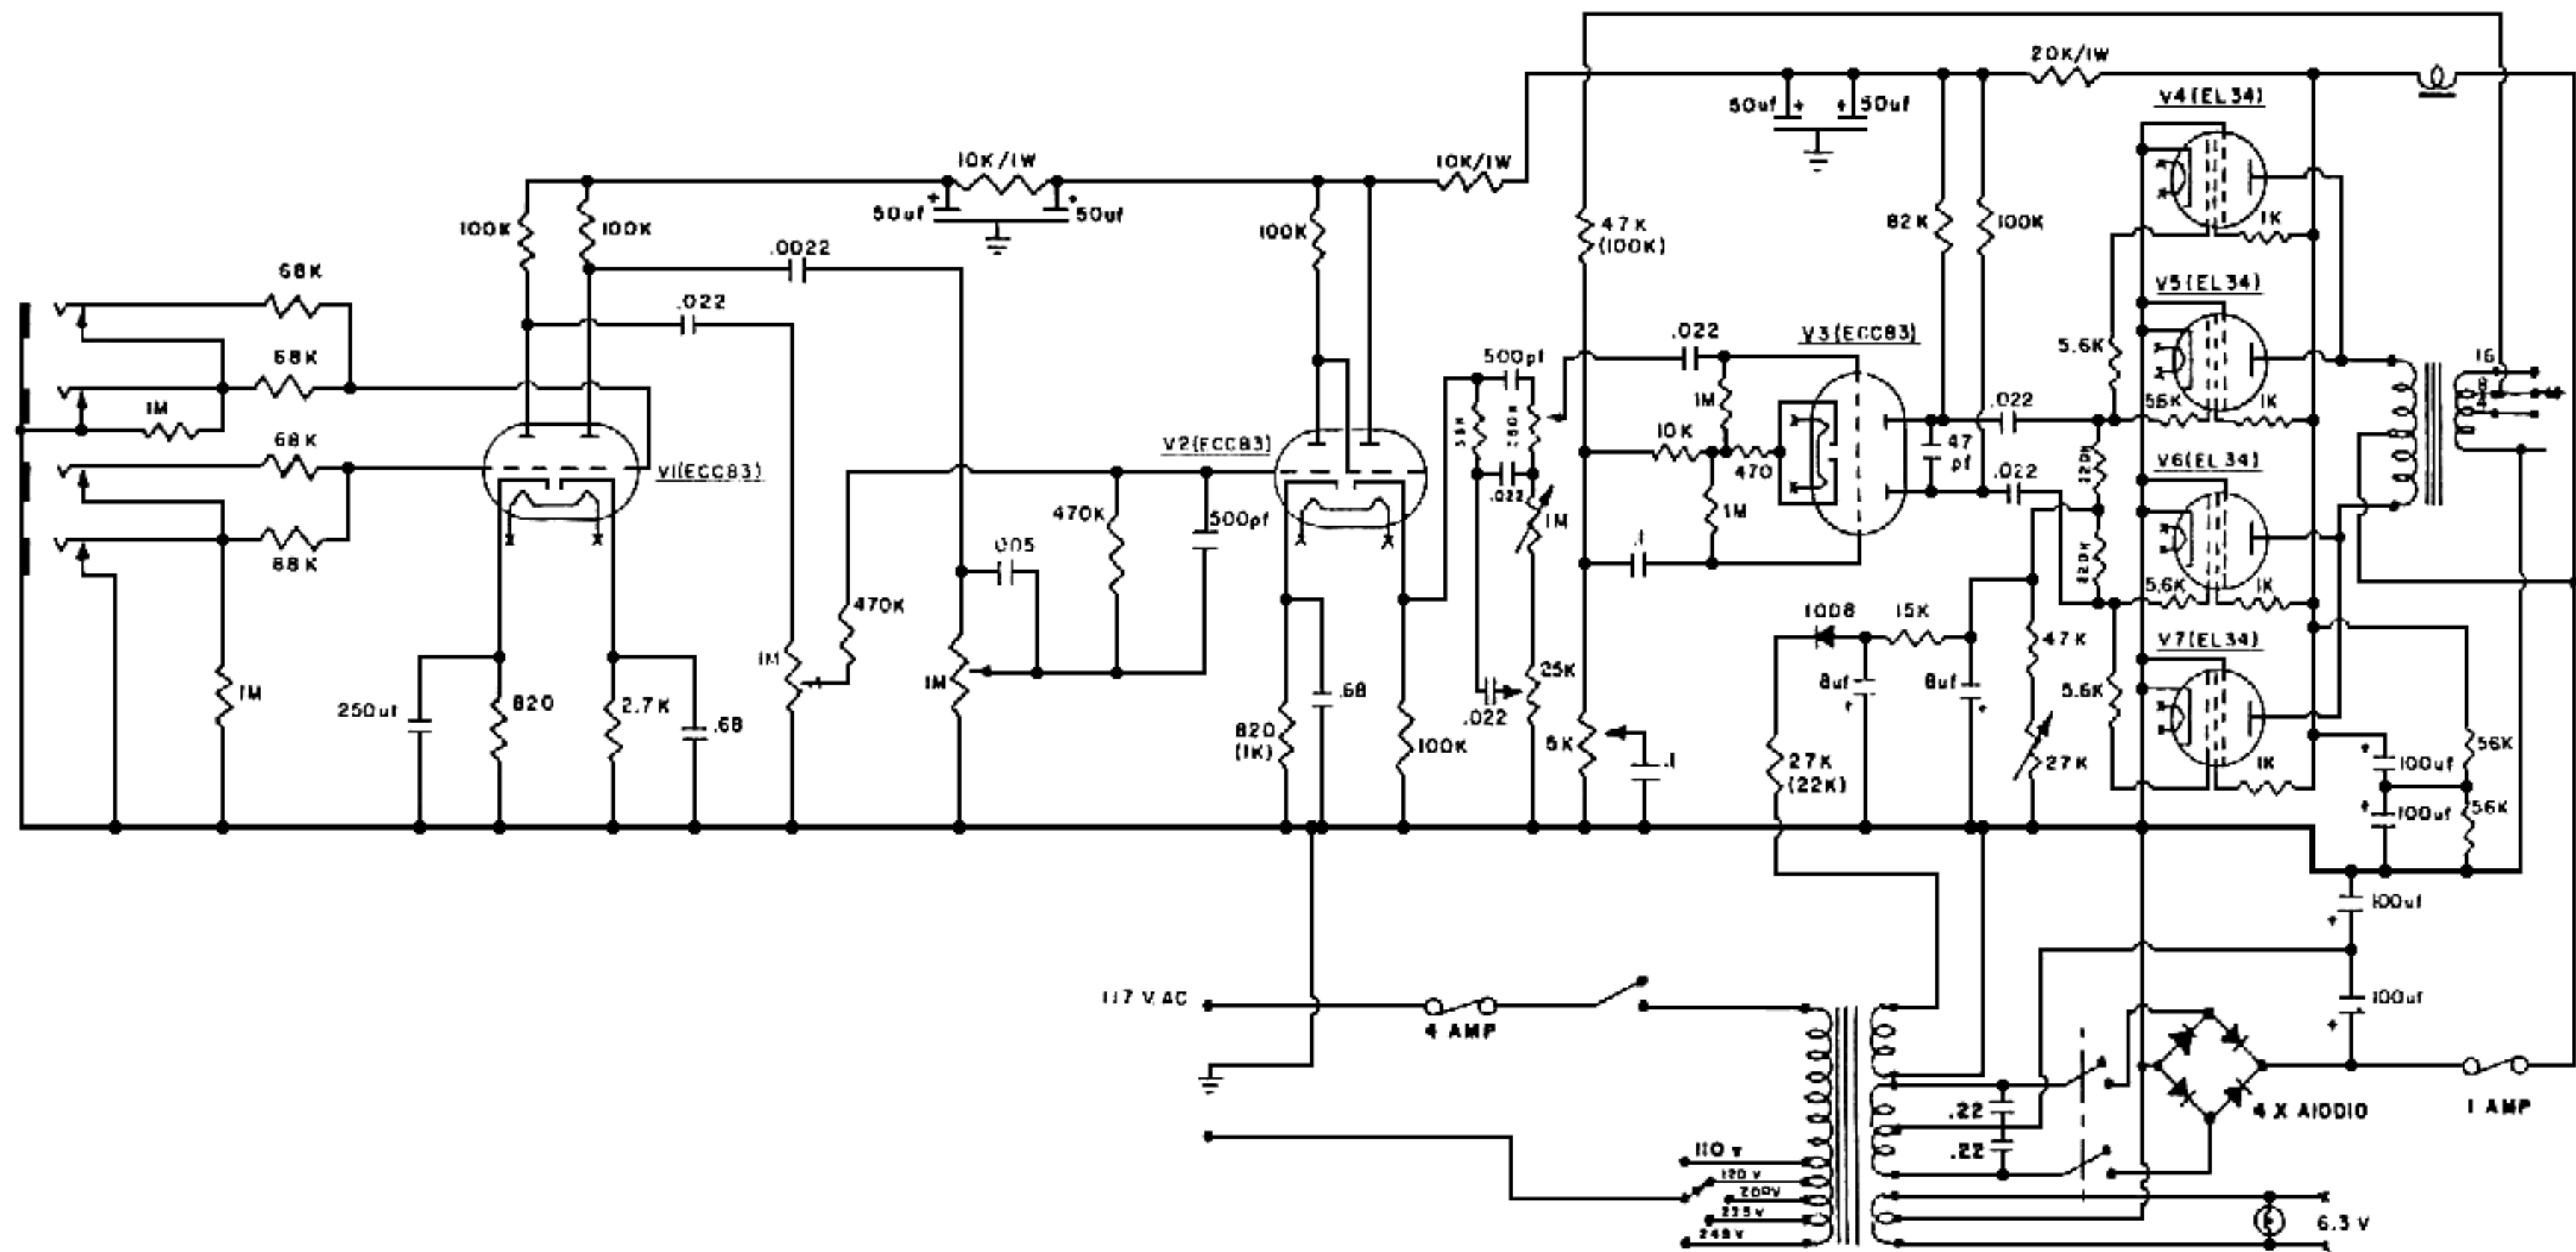 20K/1W
V4(EL34)
50uf + + 50uf
10K/1W
10K/1W
50uf + + 50uf
100K
100K
100K
47K
(100K)
82K
100K
1K
.0022
.022
68K
68K
1M
68K
88K
V1(ECC83)
V2(ECC83)
500pf
.022
V3(ECC83)
V5(EL34)
5.6K
1K
16
1M
10K
470
47
pf
.022
.022
V6(EL34)
.022
1M
1M
470K
500pf
.005
.1
5.6K
1K
470K
1008
15K
47K
V7(EL34)
1M
1M
1M
250uf
820
2.7K
.68
.68
25K
.022
8uf
8uf
5.6K
820
(1K)
100K
5K
.1
27K
(22K)
27K
1K
100uf
56K
100uf
56K
100uf
117 V. AC
4 AMP
100uf
.22
4 X A10D10
1 AMP
.22
110 v
120 V
200V
225V
245V
6.3 V